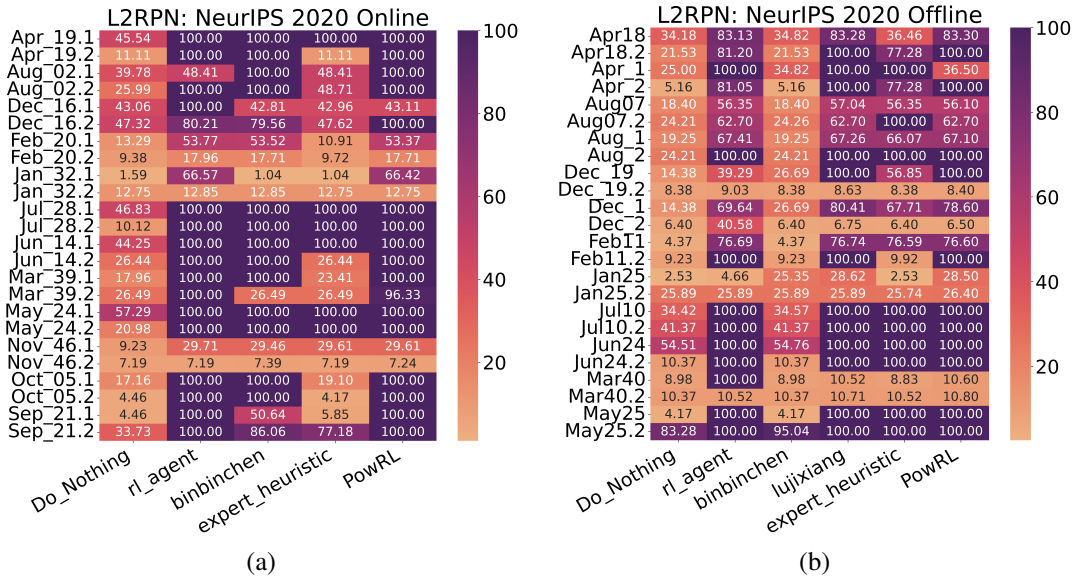 L2RPN: NeurIPS 2020 Online
Apr_19.1 45.54 100.00 100.00 100.00 100.00
Apr_19.2 11.11 100.00 100.00 11.11 100.00
Aug_02.1 39.78 48.41 100.00 48.41 100.00
Aug_02.2 25.99 100.00 100.00 48.71 100.00
Dec_16.1 43.06 100.00 42.81 42.96 43.11
Dec_16.2 47.32 80.21 79.56 47.62 100.00
Feb_20.1 13.29 53.77 53.52 10.91 53.37
Feb_20.2 9.38 17.96 17.71 9.72 17.71
Jan_32.1 1.59 66.57 1.04 1.04 66.42
Jan_32.2 12.75 12.85 12.85 12.75 12.75
Jul_28.1 46.83 100.00 100.00 100.00 100.00
Jul_28.2 10.12 100.00 100.00 100.00 100.00
Jun_14.1 44.25 100.00 100.00 100.00 100.00
Jun_14.2 26.44 100.00 100.00 26.44 100.00
Mar_39.1 17.96 100.00 100.00 23.41 100.00
Mar_39.2 26.49 100.00 26.49 26.49 96.33
May_24.1 57.29 100.00 100.00 100.00 100.00
May_24.2 20.98 100.00 100.00 100.00 100.00
Nov_46.1 9.23 29.71 29.46 29.61 29.61
Nov_46.2 7.19 7.19 7.39 7.19 7.24
Oct_05.1 17.16 100.00 100.00 19.10 100.00
Oct_05.2 4.46 100.00 100.00 4.17 100.00
Sep_21.1 4.46 100.00 50.64 5.85 100.00
Sep_21.2 33.73 100.00 86.06 77.18 100.00
Do_Nothing rl_agent binbinchen expert_heuristic PowRL
100
80
60
40
20
(a)
L2RPN: NeurIPS 2020 Offline
Apr18 34.18 83.13 34.82 83.28 36.46 83.30
Apr18.2 21.53 81.20 21.53 100.00 77.28 100.00
Apr_1 25.00 100.00 34.82 100.00 100.00 36.50
Apr_2 5.16 81.05 5.16 100.00 77.28 100.00
Aug07 18.40 56.35 18.40 57.04 56.35 56.10
Aug07.2 24.21 62.70 24.26 62.70 100.00 62.70
Aug_1 19.25 67.41 19.25 67.26 66.07 67.10
Aug_2 24.21 100.00 24.21 100.00 100.00 100.00
Dec_19 14.38 39.29 26.69 100.00 56.85 100.00
Dec_19.2 8.38 9.03 8.38 8.63 8.38 8.40
Dec_1 14.38 69.64 26.69 80.41 67.71 78.60
Dec_2 6.40 40.58 6.40 6.75 6.40 6.50
Feb11 4.37 76.69 4.37 76.74 76.59 76.60
Feb11.2 9.23 100.00 9.23 100.00 9.92 100.00
Jan25 2.53 4.66 25.35 28.62 2.53 28.50
Jan25.2 25.89 25.89 25.89 25.89 25.74 26.40
Jul10 34.42 100.00 34.57 100.00 100.00 100.00
Jul10.2 41.37 100.00 41.37 100.00 100.00 100.00
Jun24 54.51 100.00 54.76 100.00 100.00 100.00
Jun24.2 10.37 100.00 10.37 100.00 100.00 100.00
Mar40 8.98 100.00 8.98 10.52 8.83 10.60
Mar40.2 10.37 10.52 10.37 10.71 10.52 10.80
May25 4.17 100.00 4.17 100.00 100.00 100.00
May25.2 83.28 100.00 95.04 100.00 100.00 100.00
Do_Nothing rl_agent binbinchen lujixiang expert_heuristic PowRL
100
80
60
40
20
(b)